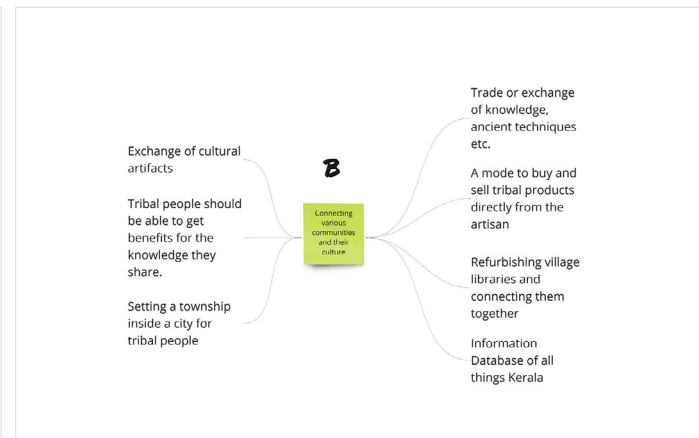 Exchange of cultural
artifacts
Tribal people should
be able to get
benefits for the
knowledge they
share.
Setting a township
inside a city for
tribal people
B
Connecting
various
communities
and their
culture
Trade or exchange
of knowledge,
ancient techniques
etc.
A mode to buy and
sell tribal products
directly from the
artisan
Refurbishing village
libraries and
connecting them
together
Information
Database of all
things Kerala